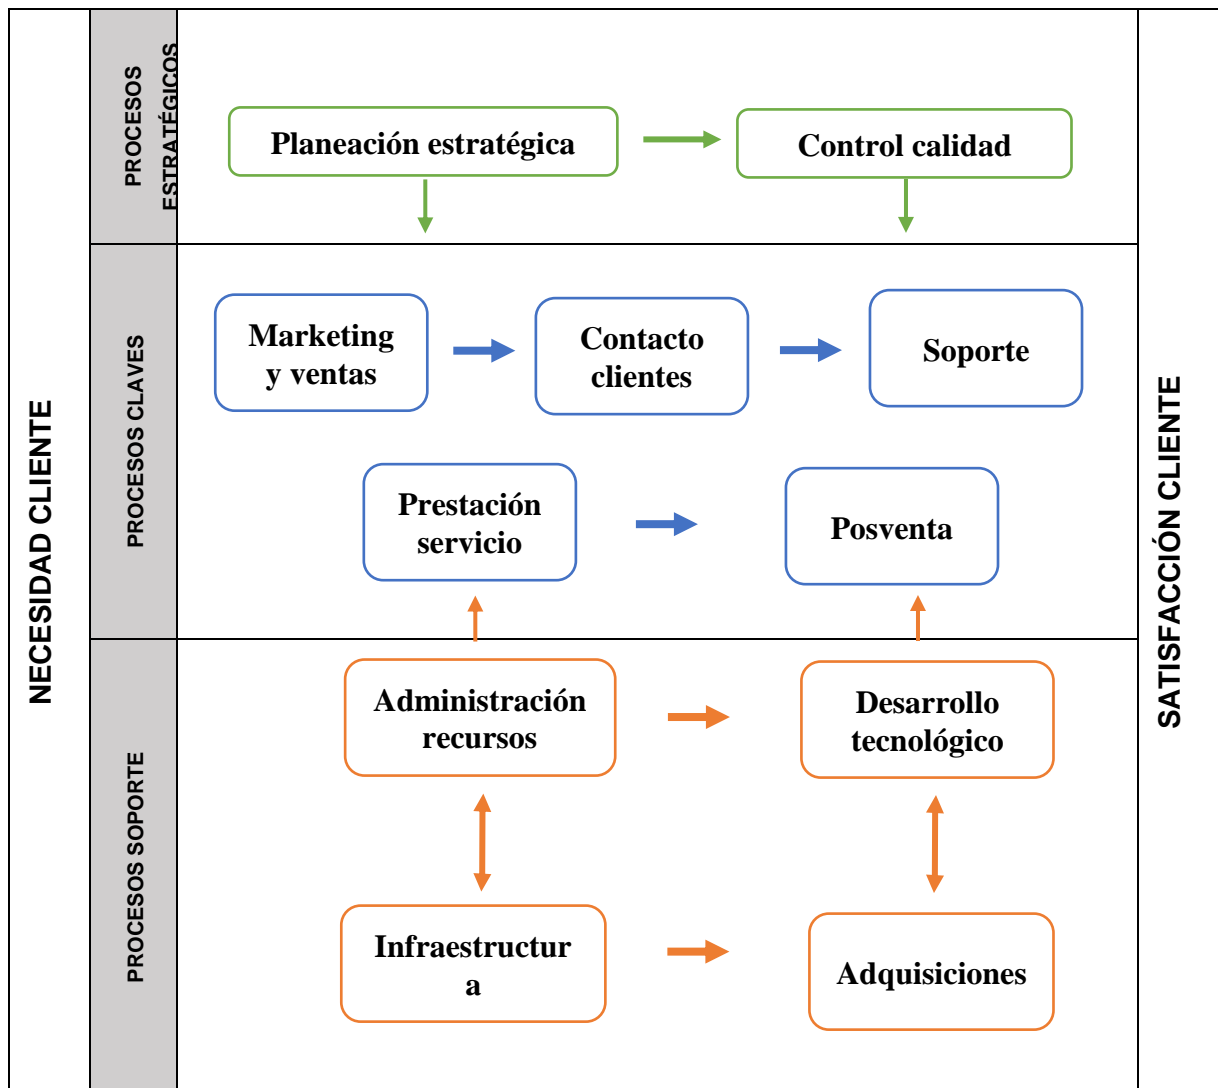 NECESIDAD CLIENTE
PROCESOS
ESTRATÉGICOS
Planeación estratégica
Control calidad
PROCESOS CLAVES
Marketing
y ventas
Contacto
clientes
Soporte
Prestación
servicio
Posventa
PROCESOS SOPORTE
Administración
recursos
Desarrollo
tecnológico
Infraestructur
a
Adquisiciones
SATISFACCIÓN CLIENTE